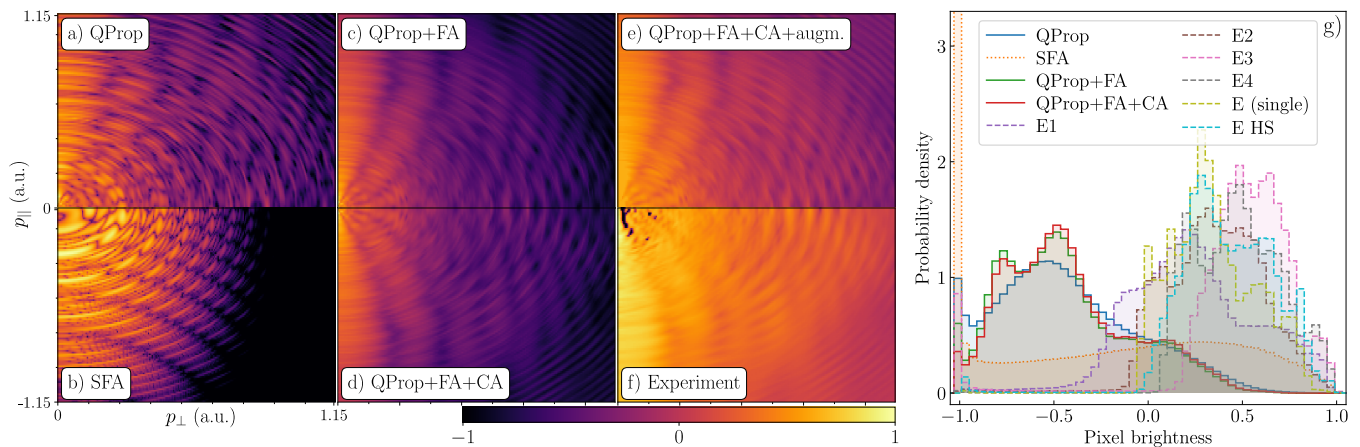 1.15
a) QProp
c) QProp+FA
e) QProp+FA+CA+augm.
p∥ (a.u.)
0
b) SFA
d) QProp+FA+CA
f) Experiment
-1.15
0
p⊥ (a.u.)
1.15
−1
0
1
g)
3
2
1
0
Probability density
QProp
SFA
QProp+FA
QProp+FA+CA
E1
E2
E3
E4
E (single)
E HS
−1.0
−0.5
0.0
0.5
1.0
Pixel brightness